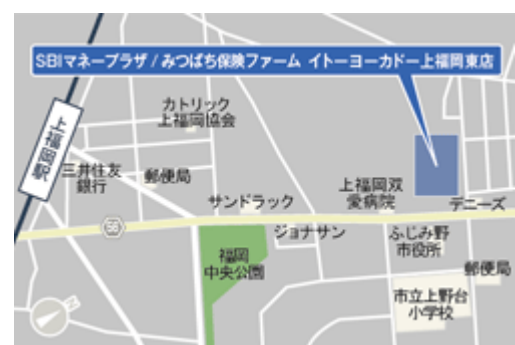 SBIマネープラザ / みつばち保険ファーム イトーヨーカドー上福岡東店
カトリック
上福岡協会
上福岡駅
三井住友
銀行
郵便局
サンドラック
上福岡双
愛病院
デニーズ
56
ジョナサン
ふじみ野
市役所
福岡
中央公園
郵便局
市立上野台
小学校